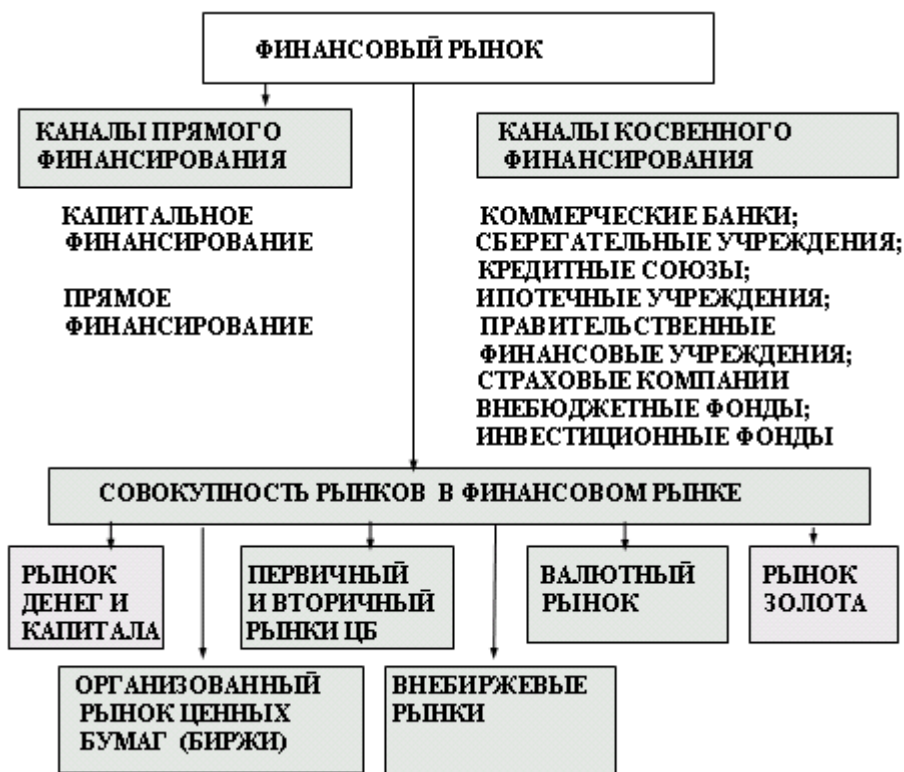 ФИНАНСОВЫЙ РЫНОК
КАНАЛЫ ПРЯМОГО
ФИНАНСИРОВАНИЯ
КАПИТАЛЬНОЕ
ФИНАНСИРОВАНИЕ
ПРЯМОЕ
ФИНАНСИРОВАНИЕ
КАНАЛЫ КОСВЕННОГО
ФИНАНСИРОВАНИЯ
КОММЕРЧЕСКИЕ БАНКИ;
СБЕРЕГАТЕЛЬНЫЕ УЧРЕЖДЕНИЯ;
КРЕДИТНЫЕ СОЮЗЫ;
ИПОТЕЧНЫЕ УЧРЕЖДЕНИЯ;
ПРАВИТЕЛЬСТВЕННЫЕ
ФИНАНСОВЫЕ УЧРЕЖДЕНИЯ;
СТРАХОВЫЕ КОМПАНИИ
ВНЕБЮДЖЕТНЫЕ ФОНДЫ;
ИНВЕСТИЦИОННЫЕ ФОНДЫ
СОВОКУПНОСТЬ РЫНКОВ В ФИНАНСОВОМ РЫНКЕ
РЫНОК
ДЕНЕГ И
КАПИТАЛА
ПЕРВИЧНЫЙ
И ВТОРИЧНЫЙ
РЫНКИ ЦБ
ВАЛЮТНЫЙ
РЫНОК
РЫНОК
ЗОЛОТА
ОРГАНИЗОВАННЫЙ
РЫНОК ЦЕННЫХ
БУМАГ (БИРЖИ)
ВНЕБИРЖЕВЫЕ
РЫНКИ